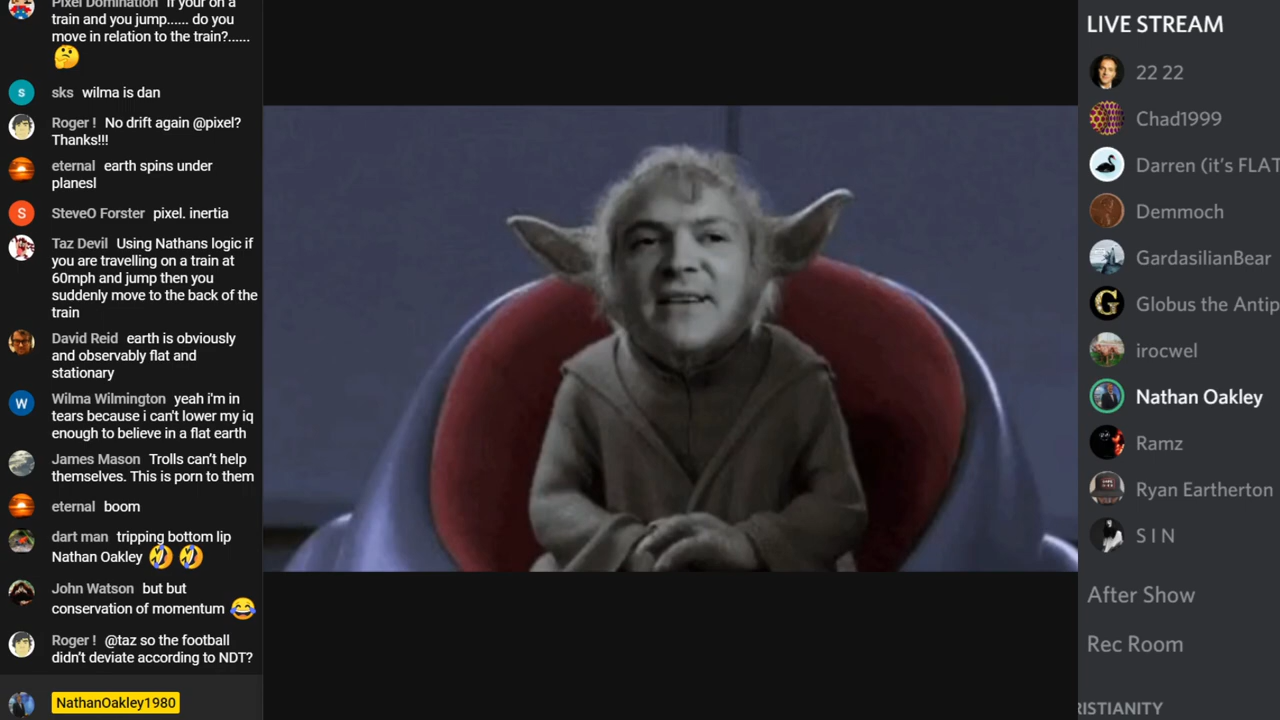 Pixel Domination If your on a
train and you jump...... do you
move in relation to the train?......
sks wilma is dan
Roger ! No drift again @pixel?
Thanks!!!
eternal earth spins under
planesl
SteveO Forster pixel. inertia
Taz Devil Using Nathans logic if
you are travelling on a train at
60mph and jump then you
suddenly move to the back of the
train
David Reid earth is obviously
and observably flat and
stationary
Wilma Wilmington yeah i'm in
tears because i can't lower my iq
enough to believe in a flat earth
James Mason Trolls can't help
themselves. This is porn to them
eternal boom
dart man tripping bottom lip
Nathan Oakley
John Watson but but
conservation of momentum
Roger ! @taz so the football
didn't deviate according to NDT?
NathanOakley1980
LIVE STREAM
22 22
Chad1999
Darren (it's FLAT
Demmoch
GardasilianBear
Globus the Antip
irocwel
Nathan Oakley
Ramz
Ryan Eartherton
S I N
After Show
Rec Room
RISTIANITY